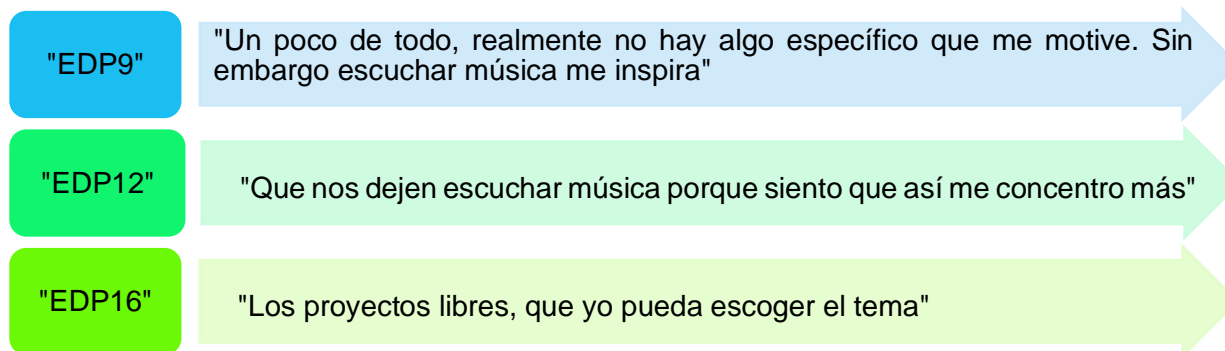 "EDP9"
"Un poco de todo, realmente no hay algo específico que me motive. Sin
embargo escuchar música me inspira"
"EDP12"
"Que nos dejen escuchar música porque siento que así me concentro más"
"EDP16"
"Los proyectos libres, que yo pueda escoger el tema"